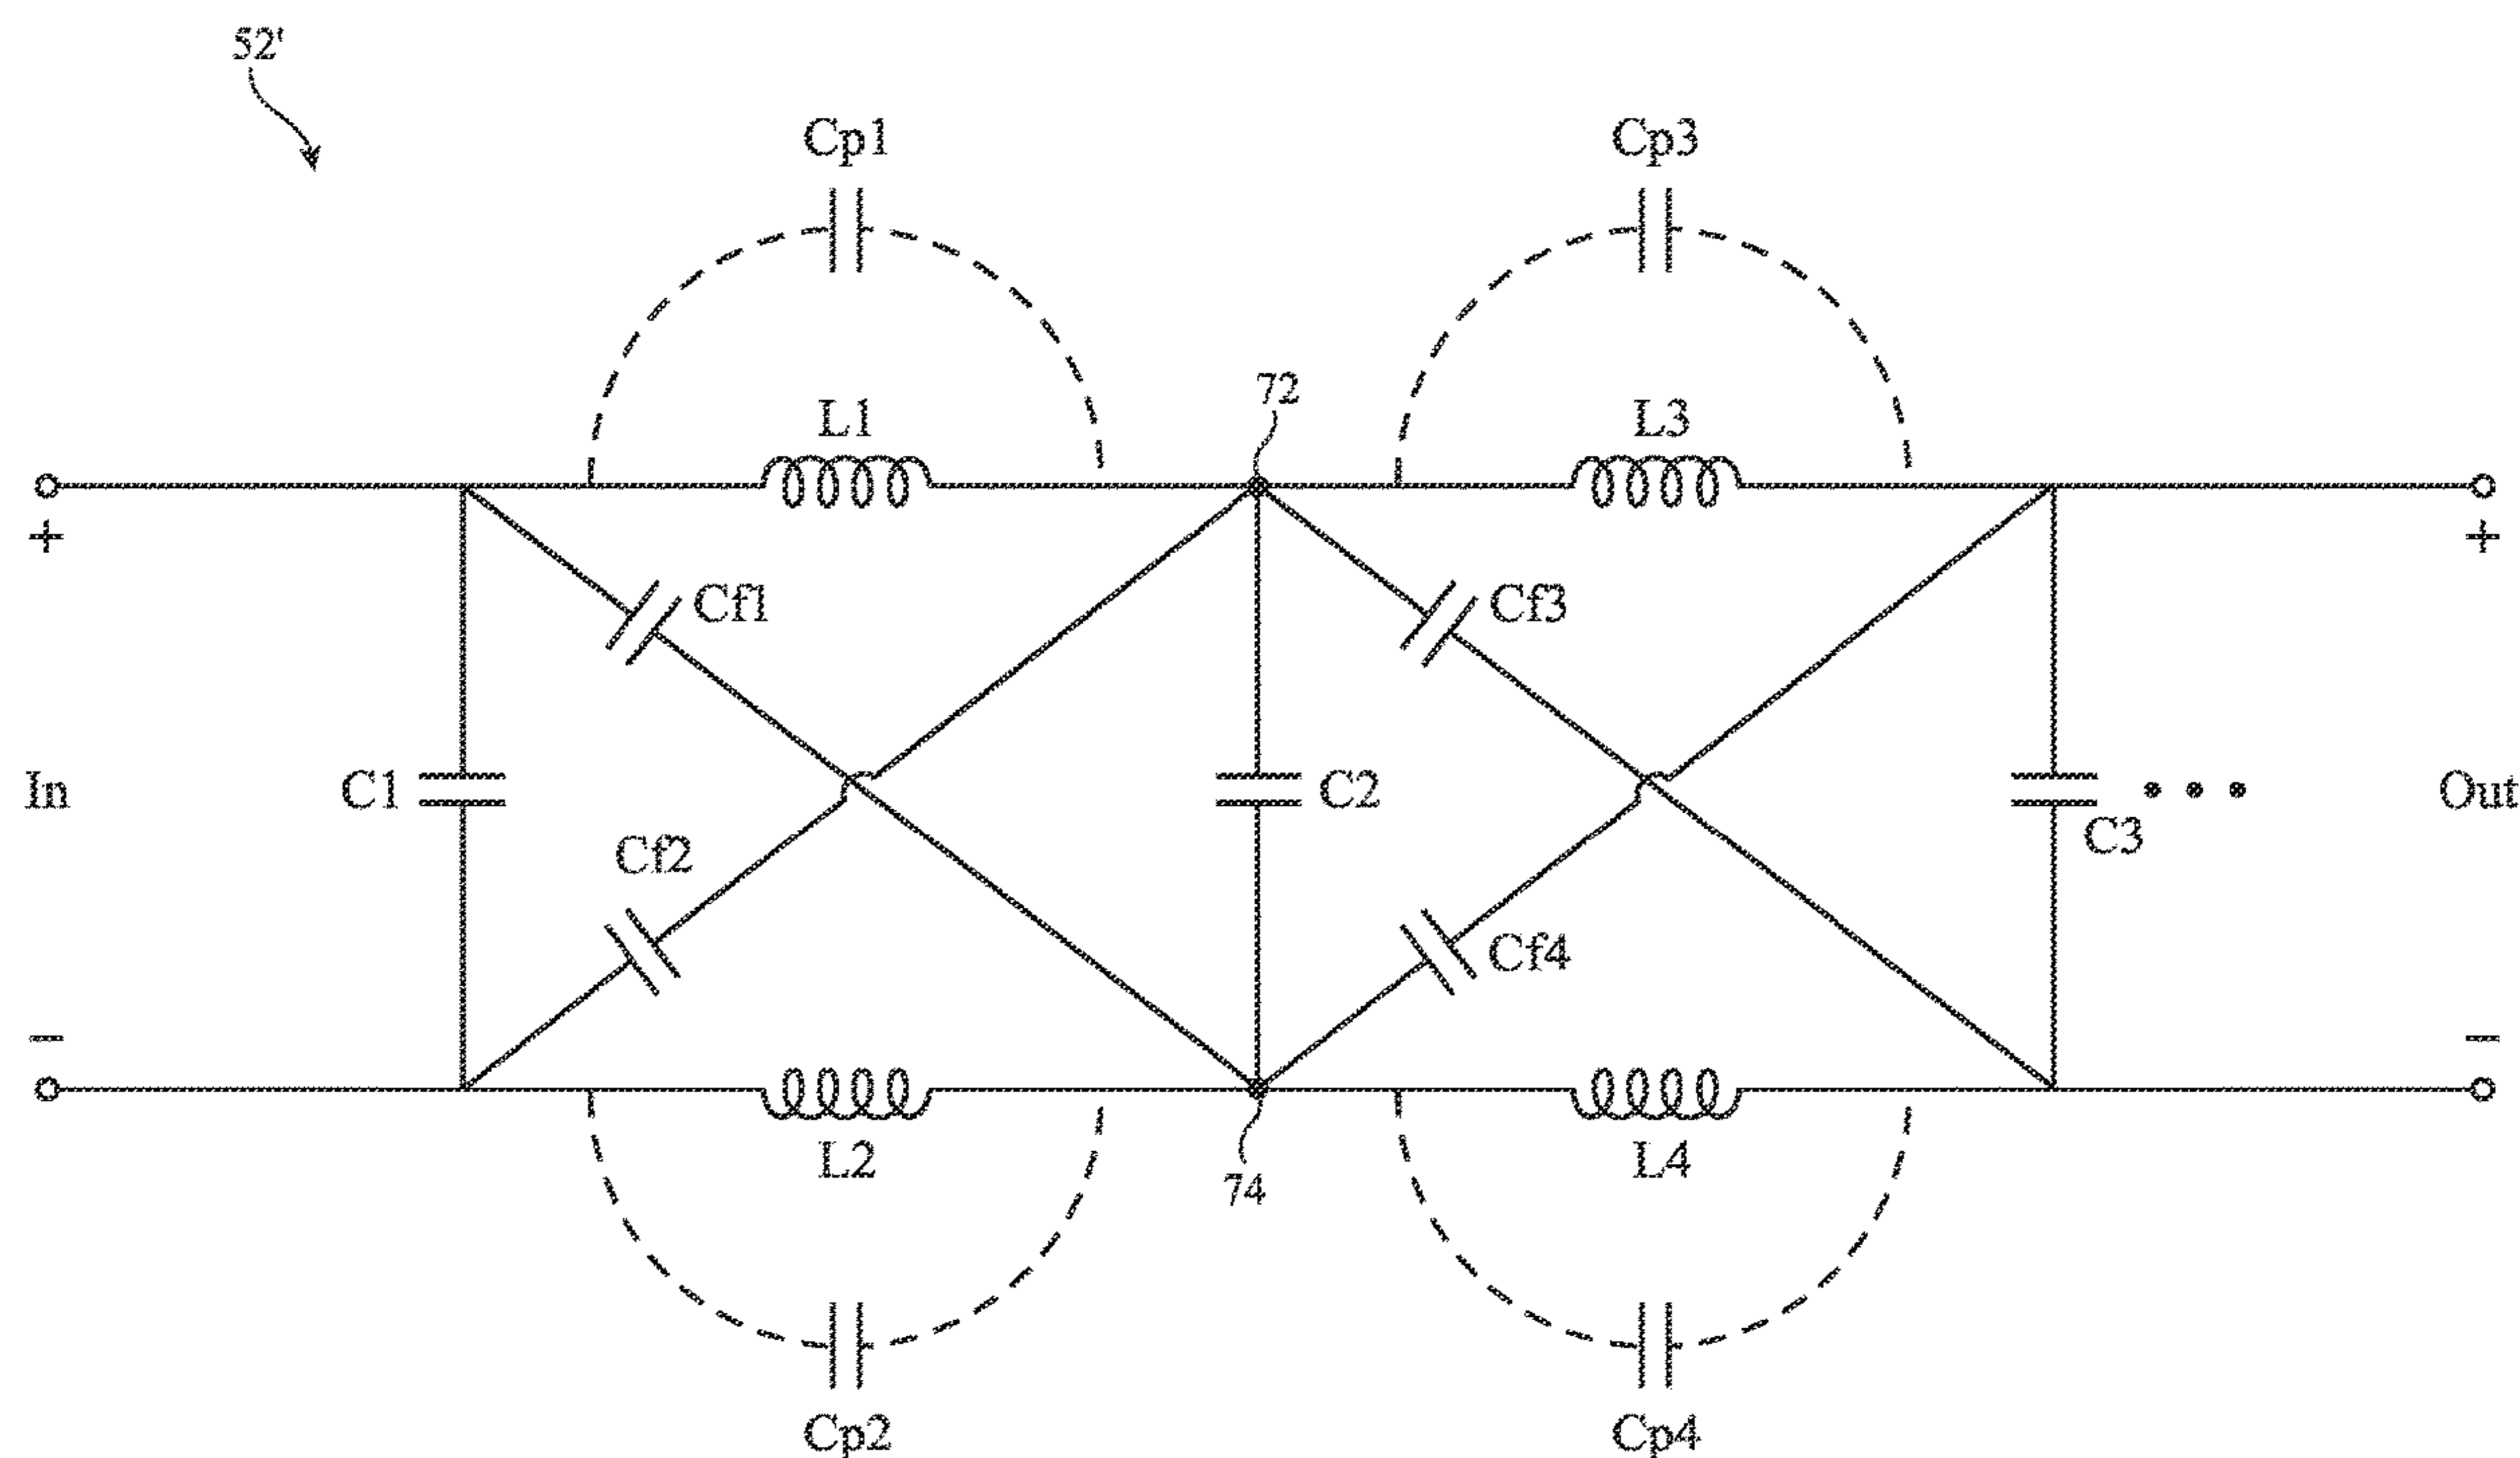 52'
Cp1
Cp3
72
L1
L3
+
+
Cf1
Cf3
In
C1
C2
C3
Out
Cf2
Cf4
−
−
L2
L4
74
Cp2
Cp4